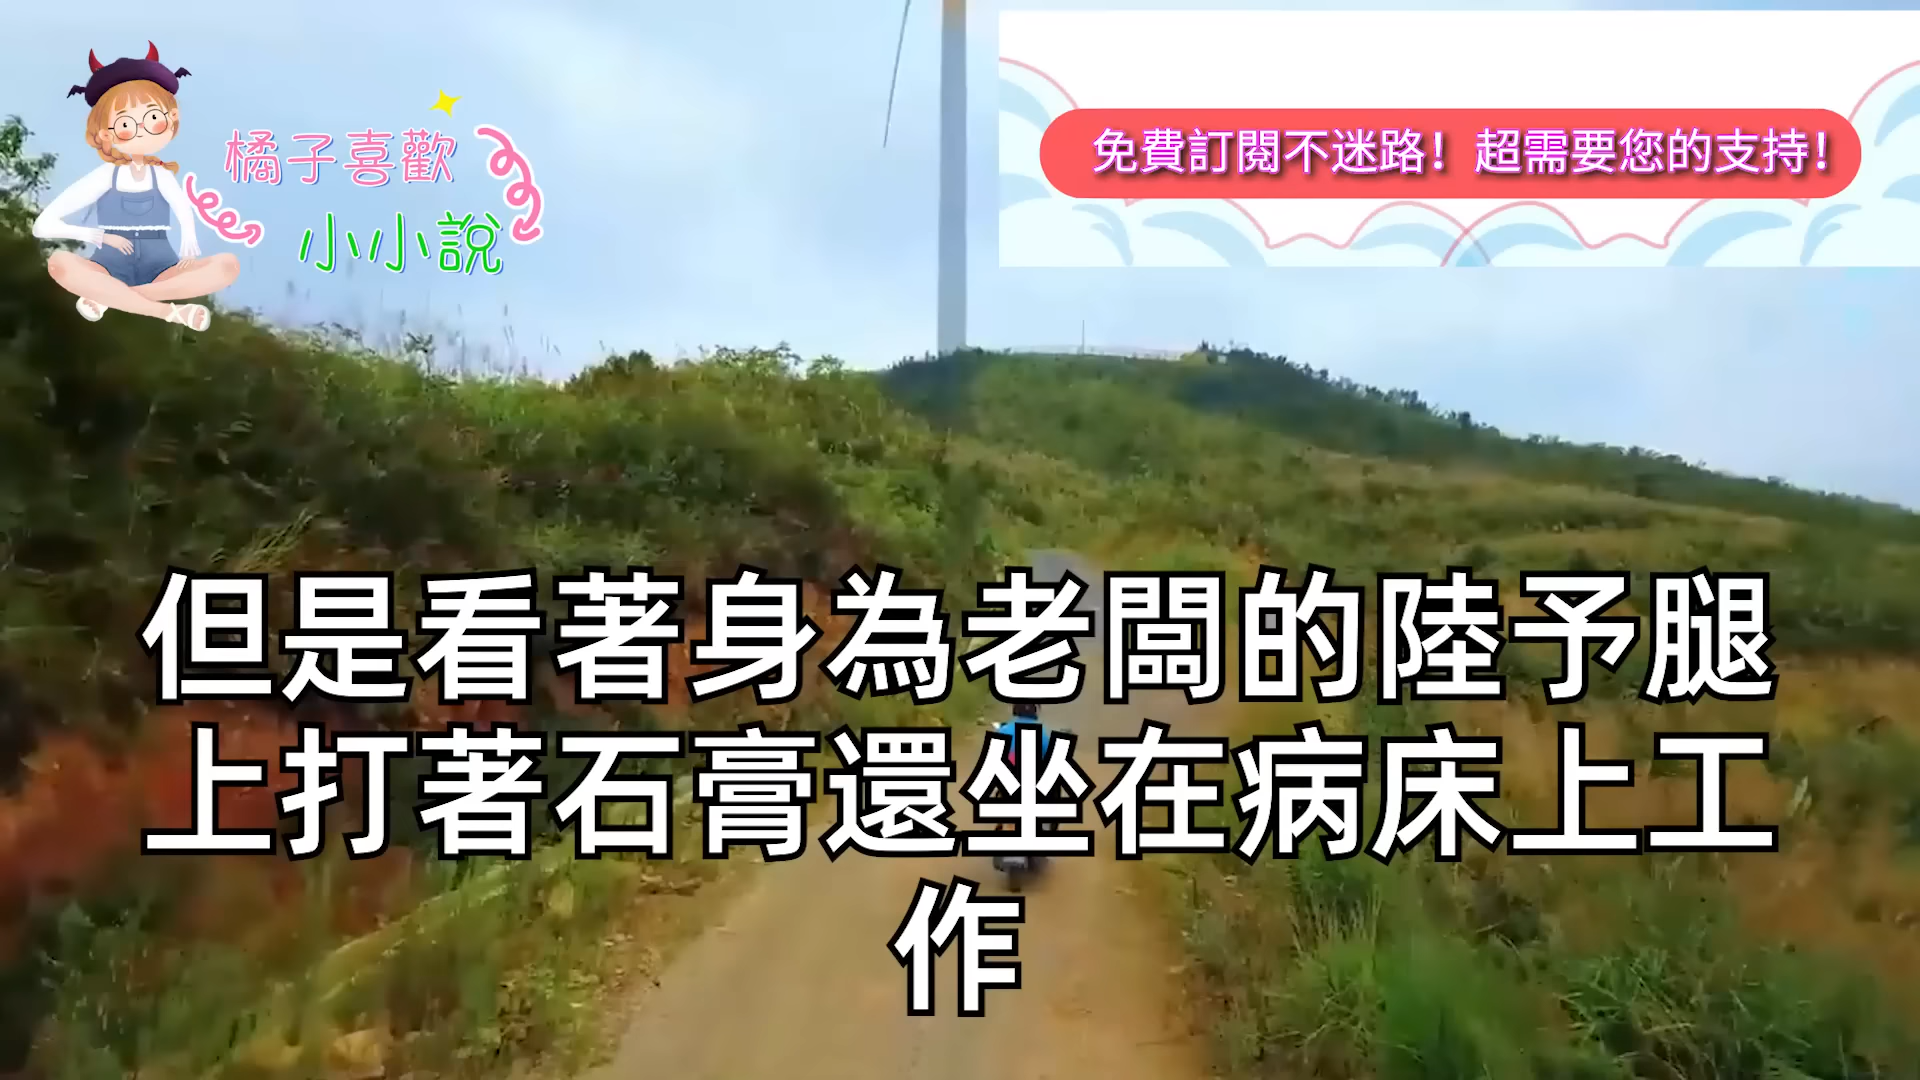 橘子喜歡
小小說
免費訂閱不迷路！超需要您的支持！
但是看著身為老闆的陸予腿
上打著石膏還坐在病床上工
作